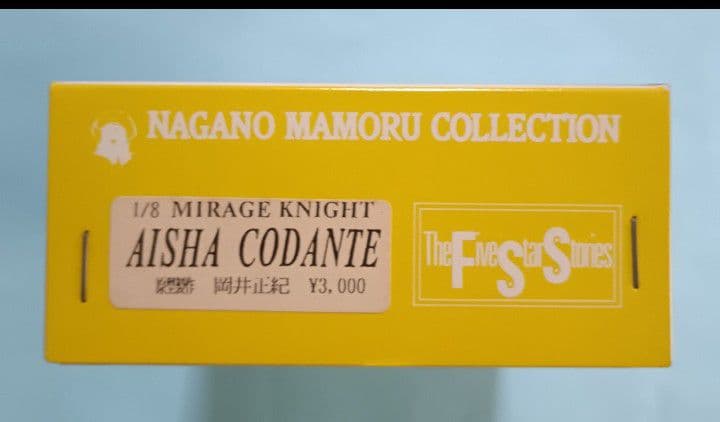 NAGANO MAMORU COLLECTION
1/8 MIRAGE KNIGHT
AISHA CODANTE
岡井正紀 ¥3,000
The Five Star Stories